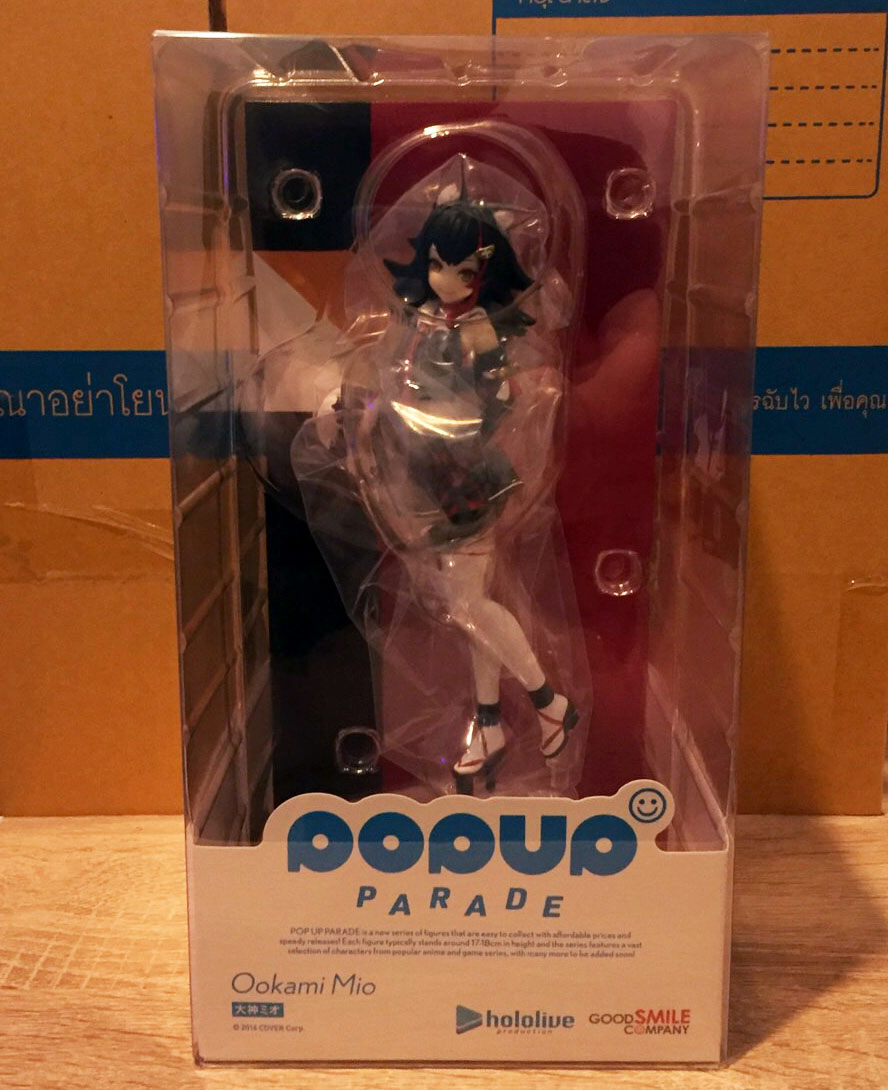 ณาอย่าโยน
รฉับไว เพื่อคุณ
POPUP
PARADE
POP UP PARADE is a new series of figures that are easy to collect with affordable prices and
speedy releases! Each figure typically stands around 17-18cm in height and the series features a vast
selection of characters from popular anime and game series, with many more to be added soon!
Ookami Mio
大神ミオ
© 2016 COVER Corp.
hololive
production
GOOD SMILE
COMPANY